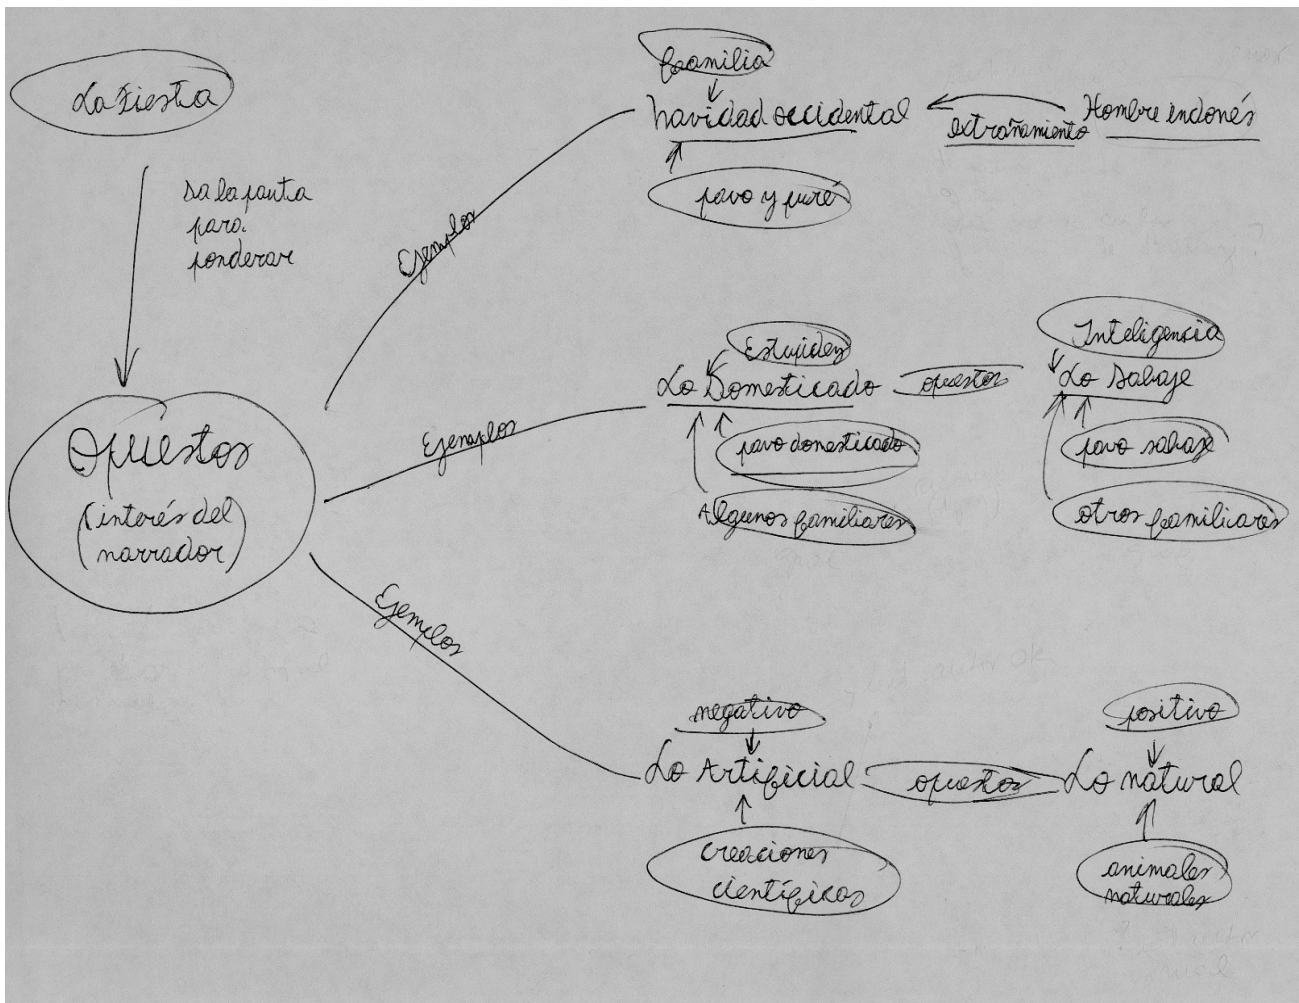 La Fiesta
Da la pauta
para
ponderar
Opuestos
(interés del
narrador)
Ejemplos
familia
navidad occidental
pavo y puré
extrañamiento
Hombre indonés
Ejemplos
Estupidez
Lo Domesticado
pavo domesticado
Algunos familiares
opuestos
Inteligencia
Lo Salvaje
pavo salvaje
otros familiares
Ejemplos
negativo
Lo Artificial
creaciones
científicas
opuestos
positivo
Lo natural
animales
naturales